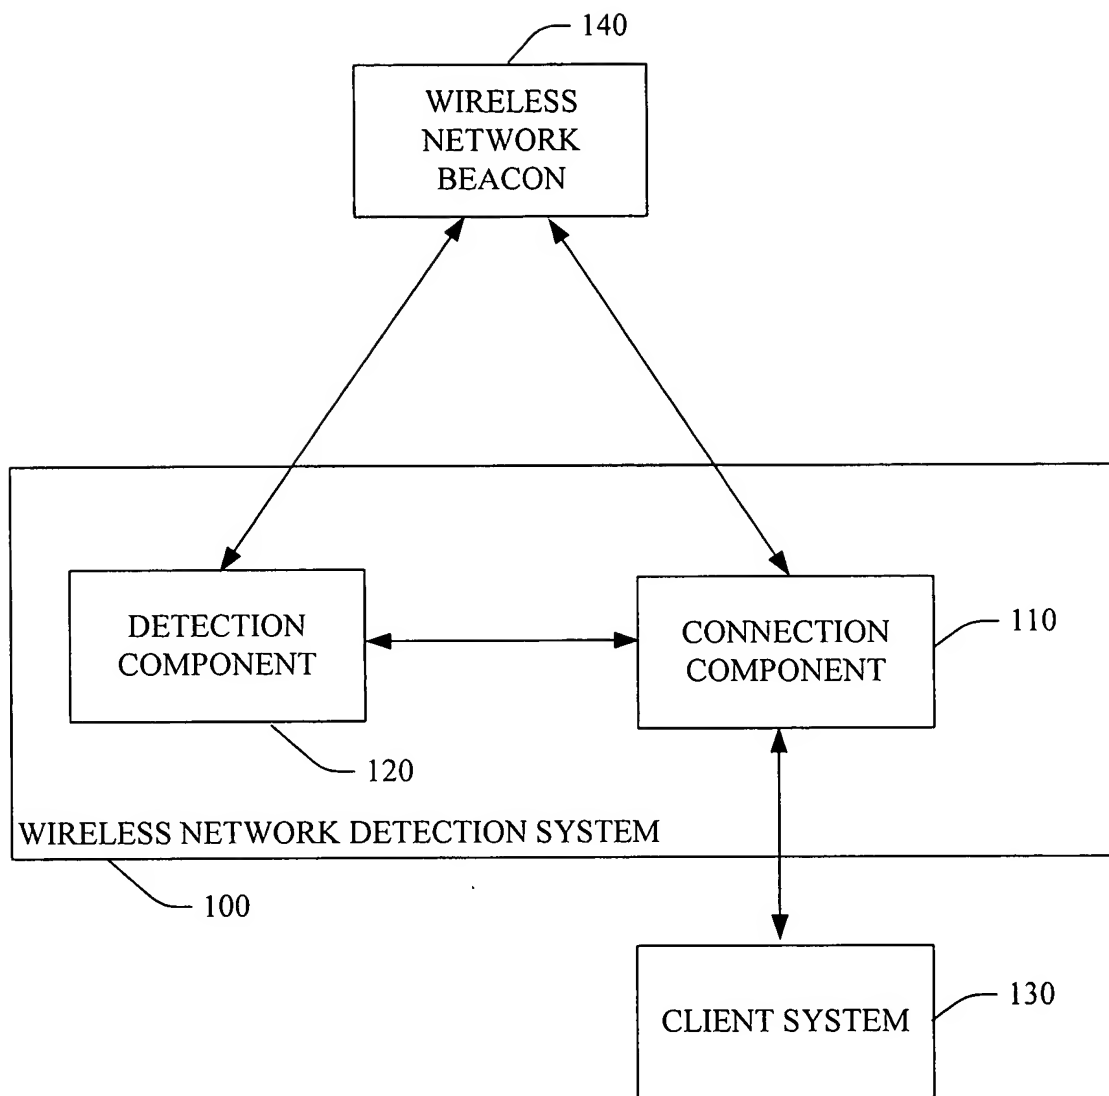 140
WIRELESS
NETWORK
BEACON
DETECTION
COMPONENT
CONNECTION
COMPONENT
110
120
WIRELESS NETWORK DETECTION SYSTEM
100
CLIENT SYSTEM
130